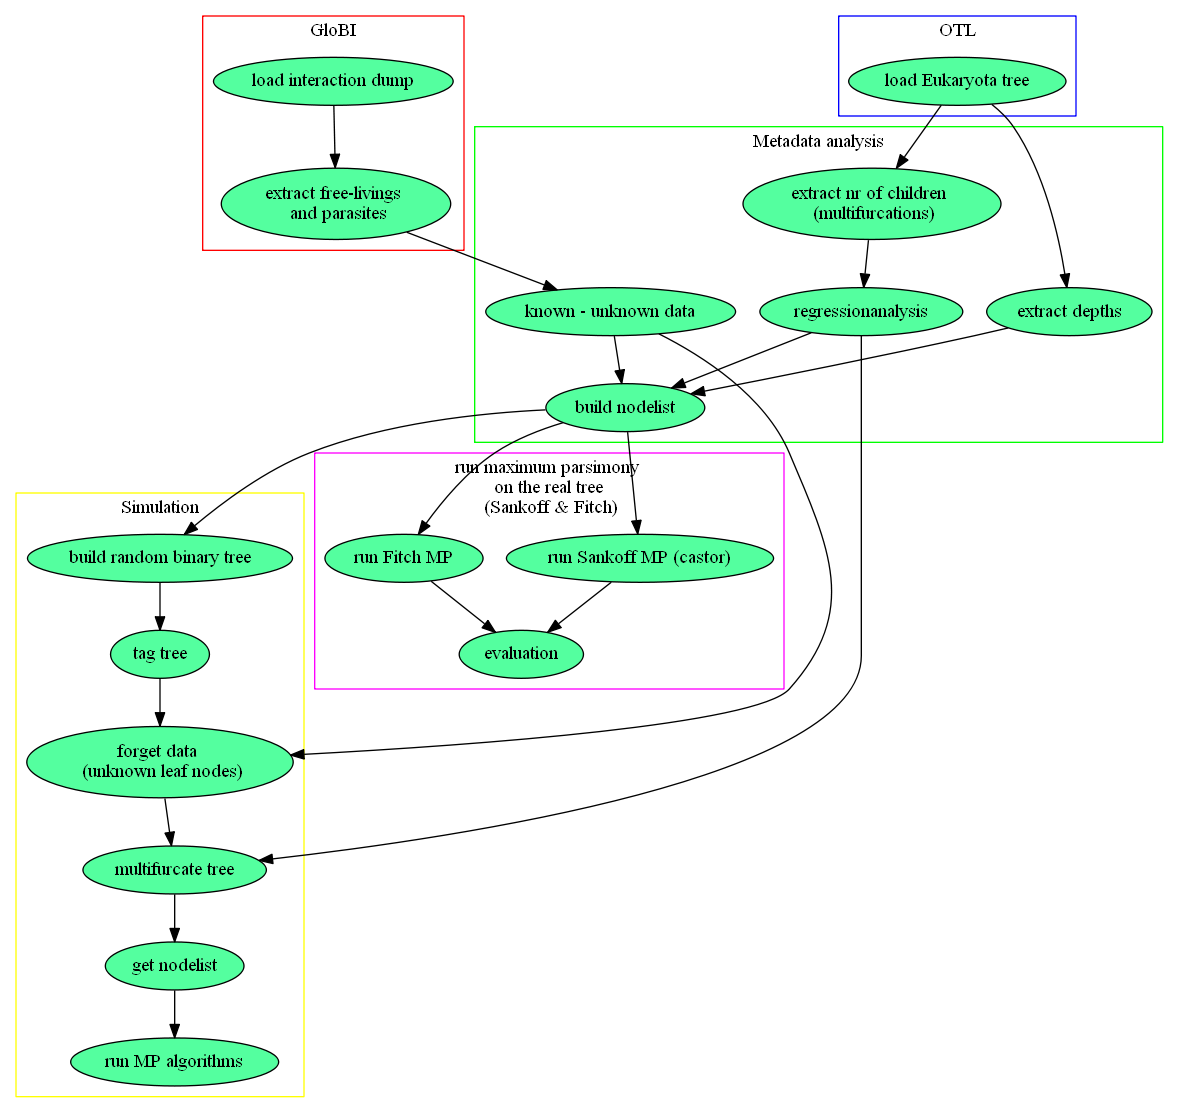 GloBI
load interaction dump
extract free-livings
and parasites
OTL
load Eukaryota tree
Metadata analysis
extract nr of children
(multifurcations)
known - unknown data
regressionanalysis
extract depths
build nodelist
run maximum parsimony
on the real tree
(Sankoff & Fitch)
run Fitch MP
run Sankoff MP (castor)
evaluation
Simulation
build random binary tree
tag tree
forget data
(unknown leaf nodes)
multifurcate tree
get nodelist
run MP algorithms